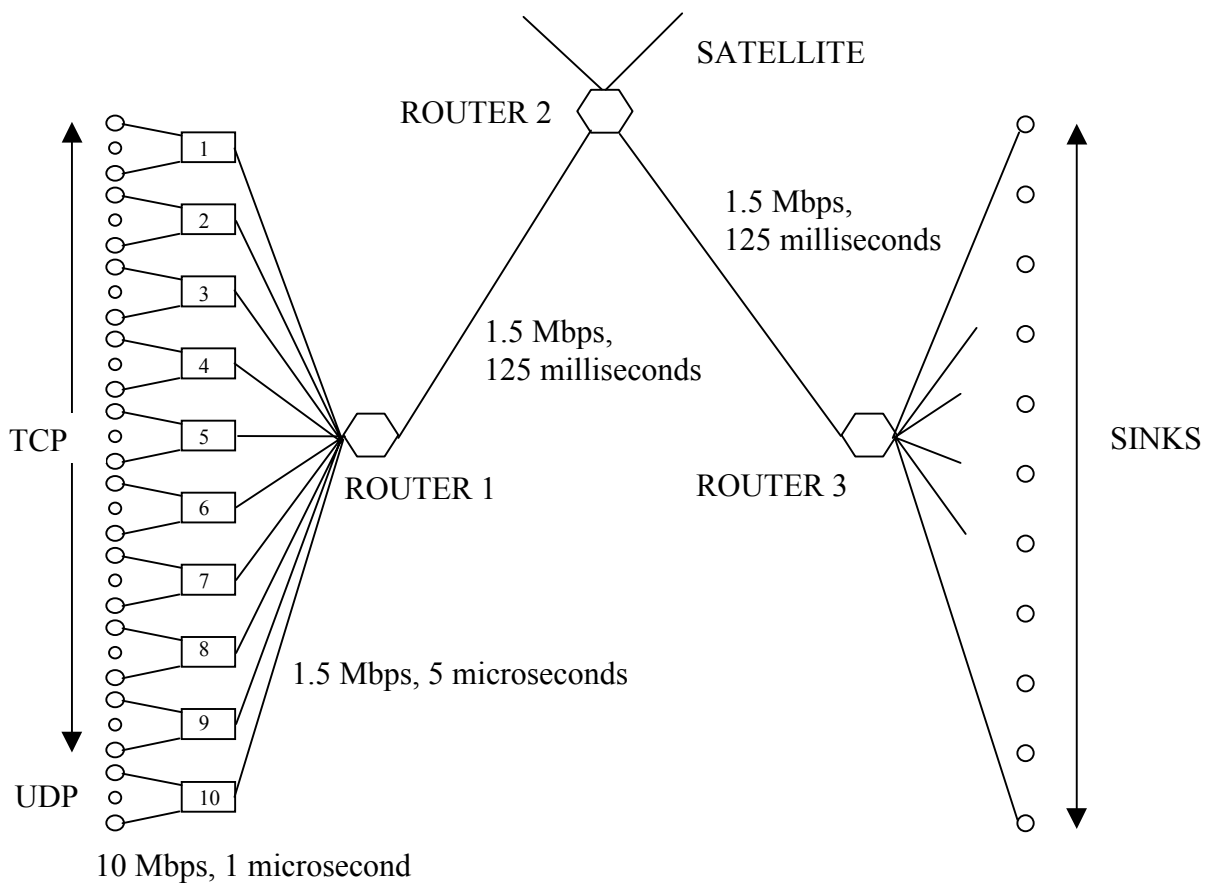 SATELLITE
ROUTER 2
1
2
1.5 Mbps,
125 milliseconds
3
1.5 Mbps,
125 milliseconds
4
TCP
5
SINKS
ROUTER 1
ROUTER 3
6
7
8
1.5 Mbps, 5 microseconds
9
UDP
10
10 Mbps, 1 microsecond